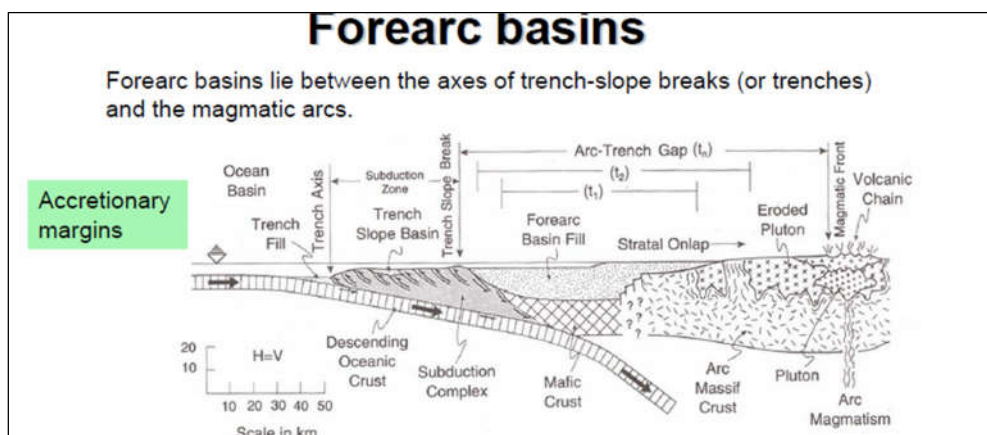 Forearc basins
Forearc basins lie between the axes of trench-slope breaks (or trenches)
and the magmatic arcs.
Accretionary
margins
Ocean
Basin
Trench
Fill
Trench Axis
Subduction
Zone
Trench
Slope Basin
Trench Slope Break
Arc-Trench Gap (tn)
(t2)
(t1)
Forearc
Basin Fill
Stratal Onlap
Eroded
Pluton
Magmatic Front
Volcanic
Chain
? ?
? ?
?
20
10
H=V
10 20 30 40 50
Scale in km
Descending
Oceanic
Crust
Subduction
Complex
Mafic
Crust
Arc
Massif
Crust
Pluton
Arc
Magmatism